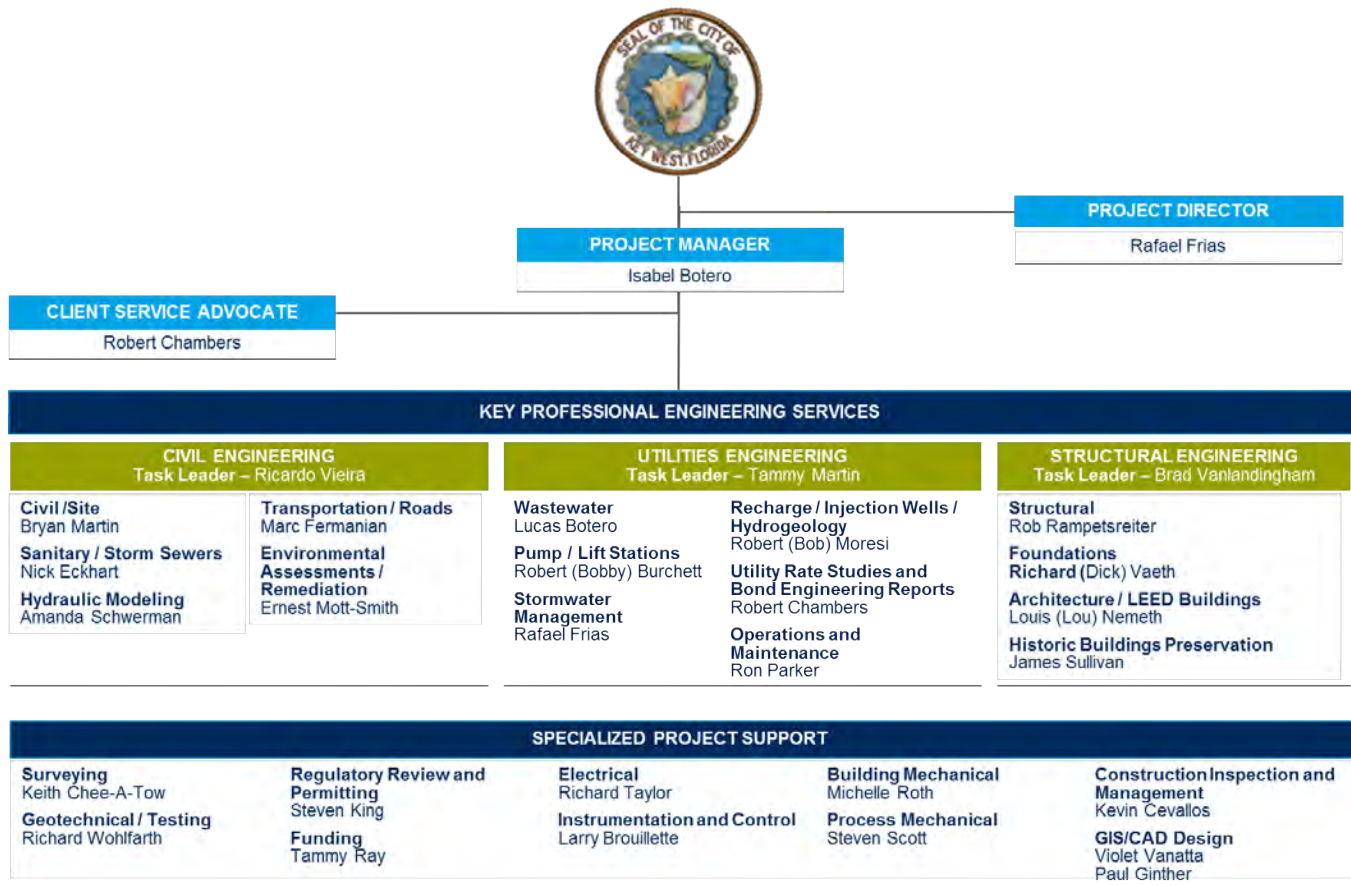 SEAL OF THE CITY OF
KEY WEST, FLORIDA
PROJECT DIRECTOR
Rafael Frias
PROJECT MANAGER
Isabel Botero
CLIENT SERVICE ADVOCATE
Robert Chambers
KEY PROFESSIONAL ENGINEERING SERVICES
CIVIL ENGINEERING
Task Leader – Ricardo Vieira
Civil/Site
Bryan Martin
Sanitary / Storm Sewers
Nick Eckhart
Hydraulic Modeling
Amanda Schwerman
Transportation / Roads
Marc Fermanian
Environmental
Assessments /
Remediation
Ernest Mott-Smith
UTILITIES ENGINEERING
Task Leader – Tammy Martin
Wastewater
Lucas Botero
Pump / Lift Stations
Robert (Bobby) Burchett
Stormwater
Management
Rafael Frias
Recharge / Injection Wells /
Hydrogeology
Robert (Bob) Moresi
Utility Rate Studies and
Bond Engineering Reports
Robert Chambers
Operations and
Maintenance
Ron Parker
STRUCTURAL ENGINEERING
Task Leader – Brad Vanlandingham
Structural
Rob Rampetsreiter
Foundations
Richard (Dick) Vaeth
Architecture / LEED Buildings
Louis (Lou) Nemeth
Historic Buildings Preservation
James Sullivan
SPECIALIZED PROJECT SUPPORT
Surveying
Keith Chee-A-Tow
Geotechnical / Testing
Richard Wohlfarth
Regulatory Review and
Permitting
Steven King
Funding
Tammy Ray
Electrical
Richard Taylor
Instrumentation and Control
Larry Brouillette
Building Mechanical
Michelle Roth
Process Mechanical
Steven Scott
Construction Inspection and
Management
Kevin Cevallos
GIS/CAD Design
Violet Vanatta
Paul Ginther